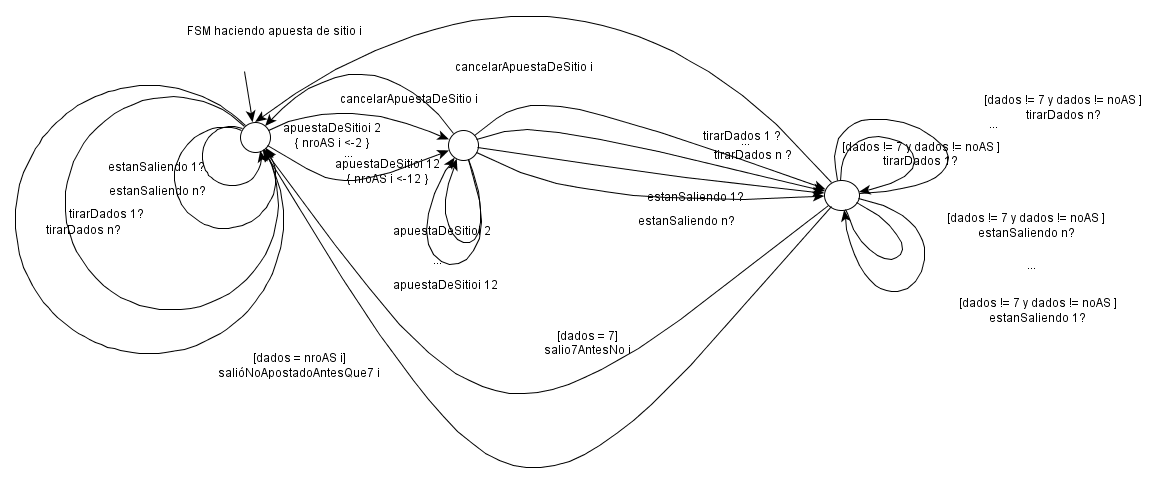 FSM haciendo apuesta de sitio i
cancelarApuestaDeSitio i
cancelarApuestaDeSitio i
apuestaDeSitioi 2
{ nroAS i <-2 }
...
apuestaDeSitioi 12
{ nroAS i <-12 }
estanSaliendo 1?
estanSaliendo n?
tirarDados 1?
tirarDados n?
apuestaDeSitioi 2
...
apuestaDeSitioi 12
tirarDados 1 ?
...
tirarDados n ?
estanSaliendo 1?
estanSaliendo n?
[dados != 7 y dados != noAS ]
tirarDados n?
...
[dados != 7 y dados != noAS ]
tirarDados 1?
[dados != 7 y dados != noAS ]
estanSaliendo n?
...
[dados != 7 y dados != noAS ]
estanSaliendo 1?
[dados = 7]
salio7AntesNo i
[dados = nroAS i]
salióNoApostadoAntesQue7 i